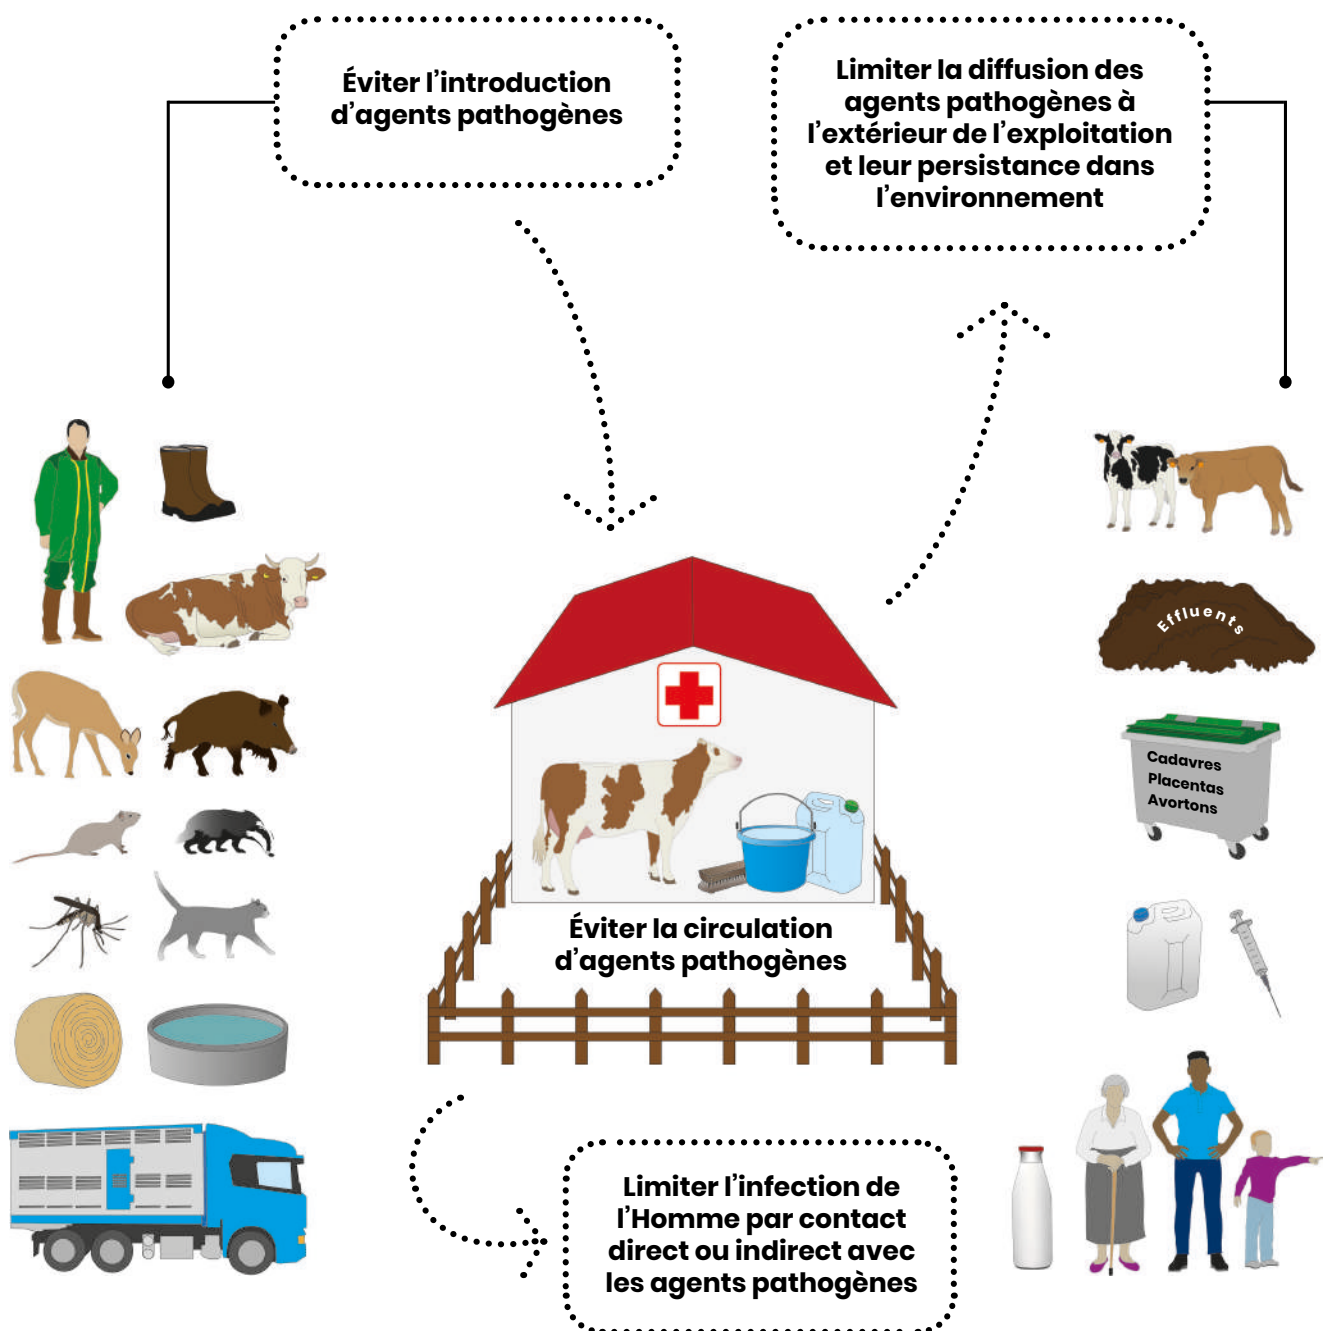 Éviter l’introduction
d’agents pathogènes
Limiter la diffusion des
agents pathogènes à
l’extérieur de l’exploitation
et leur persistance dans
l’environnement
Effluents
Cadavres
Placentas
Avortons
Éviter la circulation
d’agents pathogènes
Limiter l’infection de
l’Homme par contact
direct ou indirect avec
les agents pathogènes